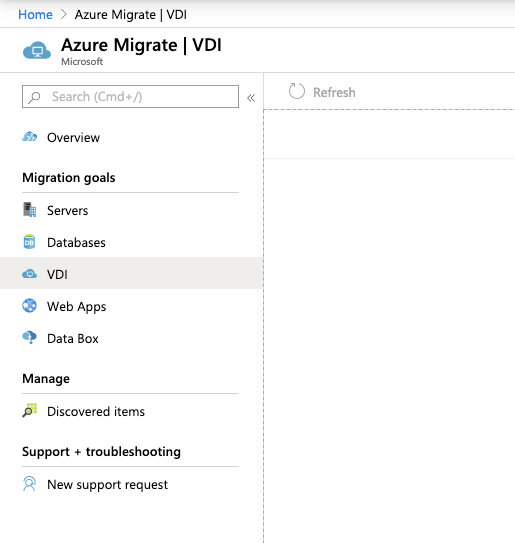 Home > Azure Migrate | VDI
Azure Migrate | VDI
Microsoft
Search (Cmd+/)
«
Refresh
Overview
Migration goals
Servers
Databases
VDI
Web Apps
Data Box
Manage
Discovered items
Support + troubleshooting
New support request